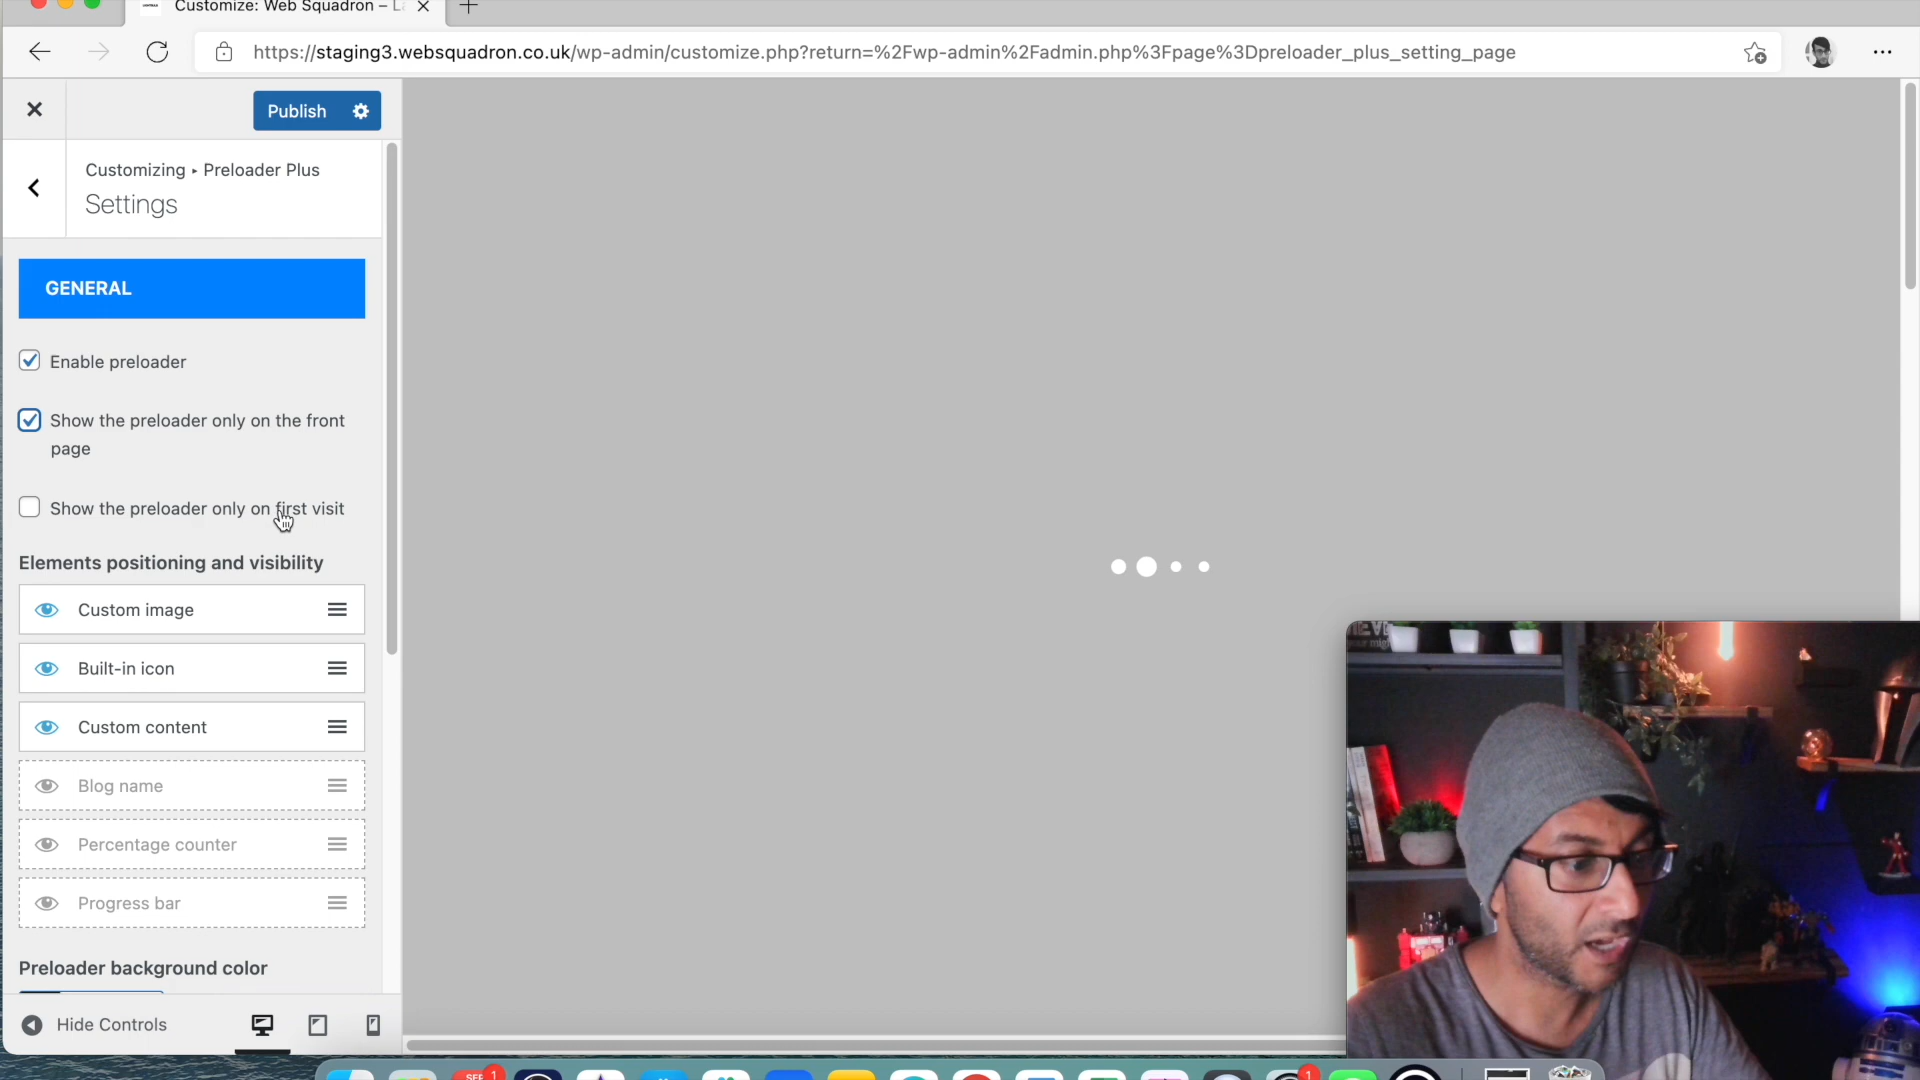 Customize: Web Squadron – L
https://staging3.websquadron.co.uk/wp-admin/customize.php?return=%2Fwp-admin%2Fadmin.php%3Fpage%3Dpreloader_plus_setting_page
Publish
Customizing ▸ Preloader Plus
Settings
GENERAL
Enable preloader
Show the preloader only on the front
page
Show the preloader only on first visit
Elements positioning and visibility
Custom image
Built-in icon
Custom content
Blog name
Percentage counter
Progress bar
Preloader background color
Hide Controls
SEP 1
1